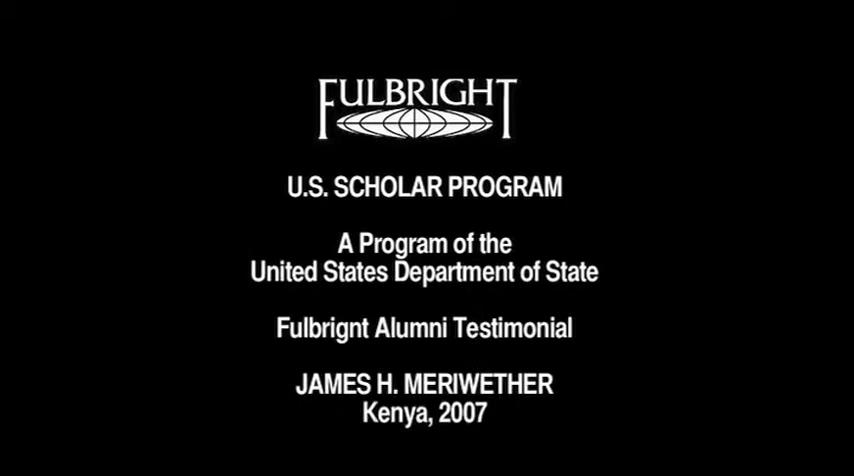 FULBRIGHT
U.S. SCHOLAR PROGRAM
A Program of the
United States Department of State
Fulbrignt Alumni Testimonial
JAMES H. MERIWETHER
Kenya, 2007